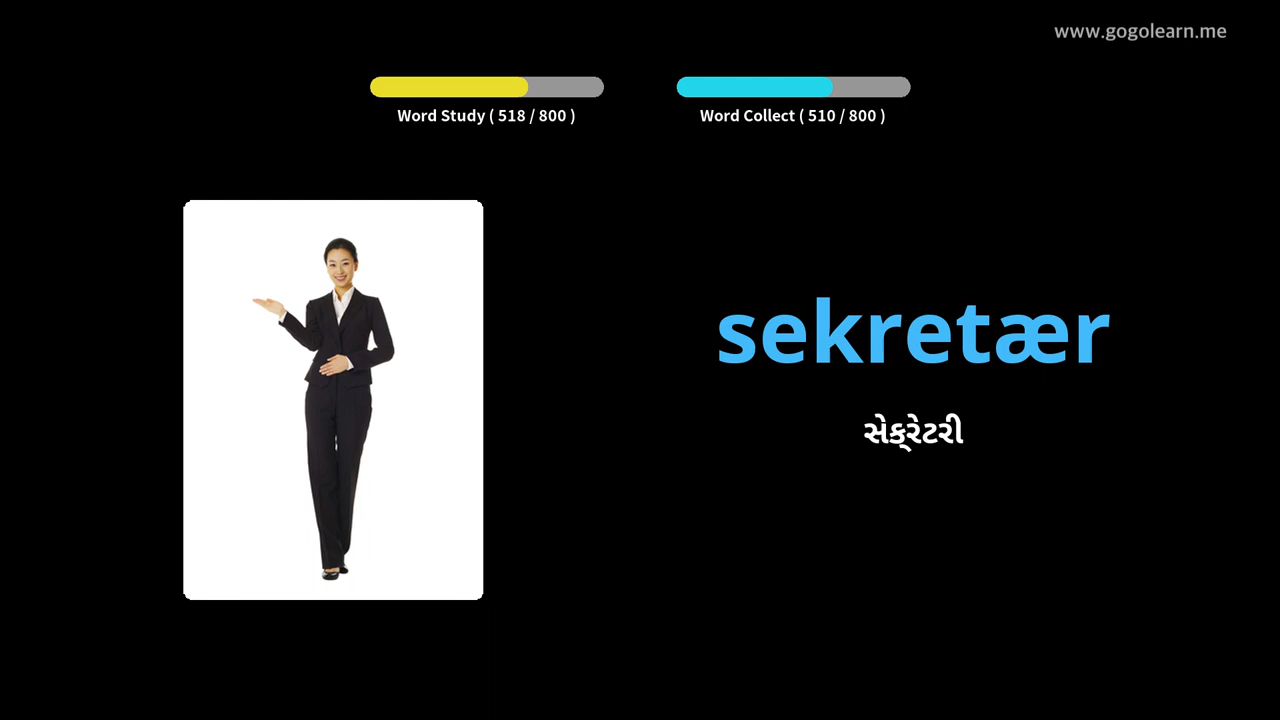 www.gogolearn.me
Word Study ( 518 / 800 )
Word Collect ( 510 / 800 )
sekretær
સેક્રેટરી